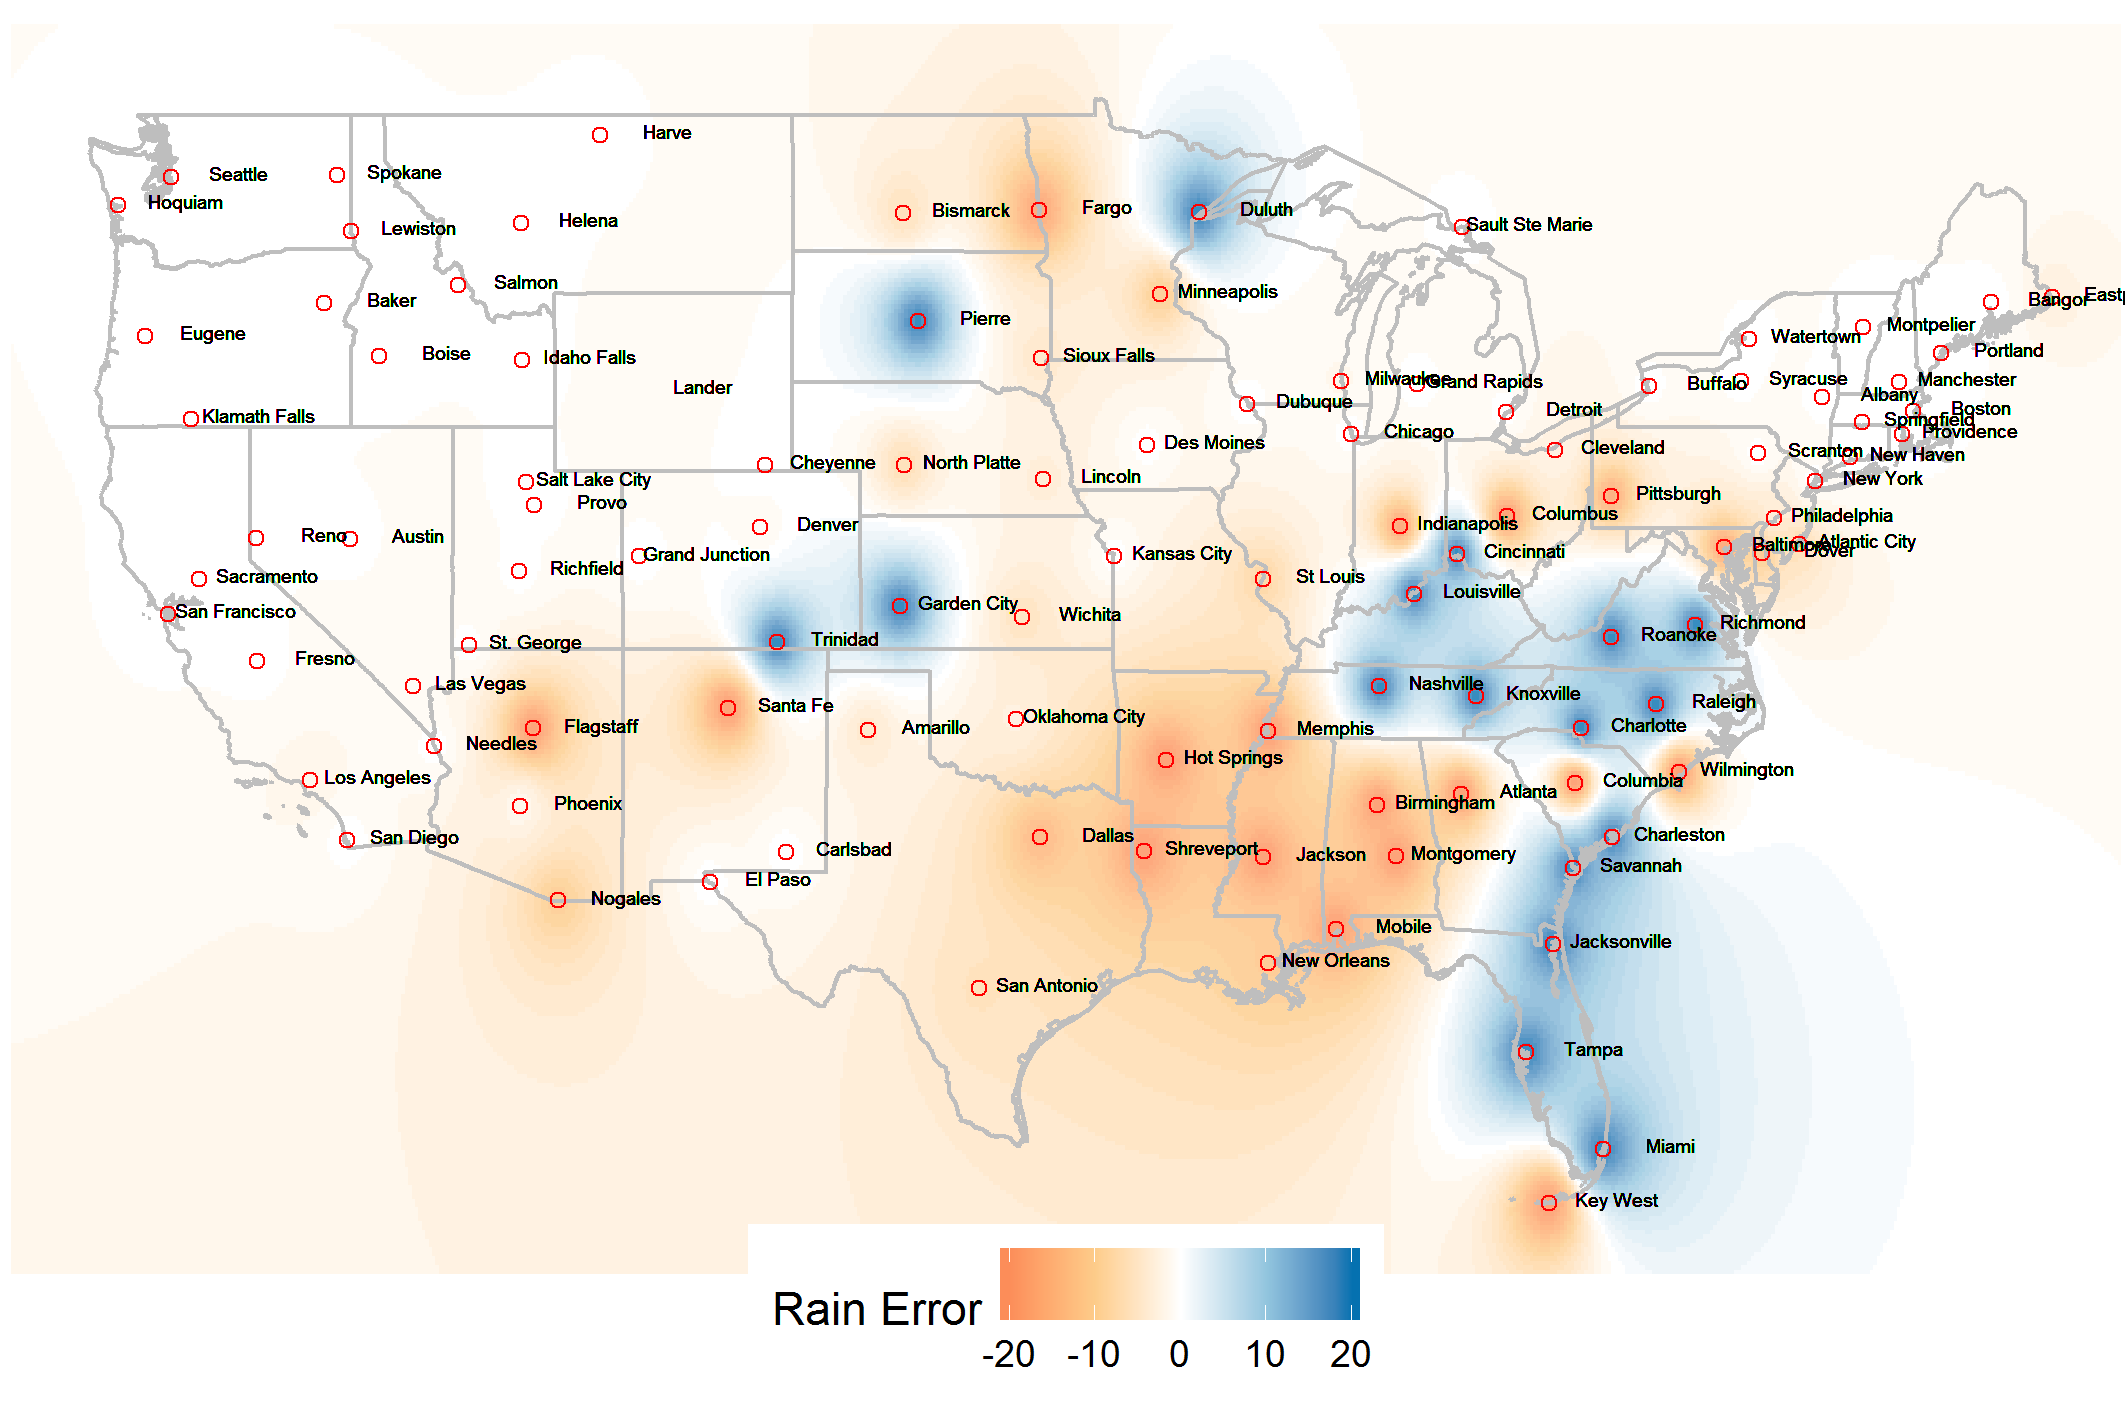 Harve
Seattle
Spokane
Hoquiam
Bismarck
Fargo
Duluth
Helena
Lewiston
Sault Ste Marie
Salmon
Minneapolis
Baker
Bangor
Eastp
Pierre
Eugene
Montpelier
Watertown
Boise
Idaho Falls
Sioux Falls
Portland
Lander
Milwaukee
Grand Rapids
Buffalo
Syracuse
Manchester
Albany
Dubuque
Detroit
Boston
Klamath Falls
Springfield
Chicago
Providence
Des Moines
Cleveland
Scranton
New Haven
Cheyenne
North Platte
Salt Lake City
Lincoln
New York
Provo
Pittsburgh
Columbus
Philadelphia
Denver
Indianapolis
Reno
Austin
Atlantic City
Baltimore
Dover
Grand Junction
Kansas City
Cincinnati
Richfield
Sacramento
St Louis
Louisville
San Francisco
Garden City
Wichita
Richmond
St. George
Trinidad
Roanoke
Fresno
Las Vegas
Nashville
Knoxville
Santa Fe
Raleigh
Flagstaff
Amarillo
Oklahoma City
Memphis
Charlotte
Needles
Hot Springs
Wilmington
Los Angeles
Columbia
Phoenix
Birmingham
Atlanta
San Diego
Dallas
Charleston
Carlsbad
Shreveport
Jackson
Montgomery
Savannah
El Paso
Nogales
Mobile
Jacksonville
New Orleans
San Antonio
Tampa
Miami
Key West
Rain Error
-20 -10 0 10 20